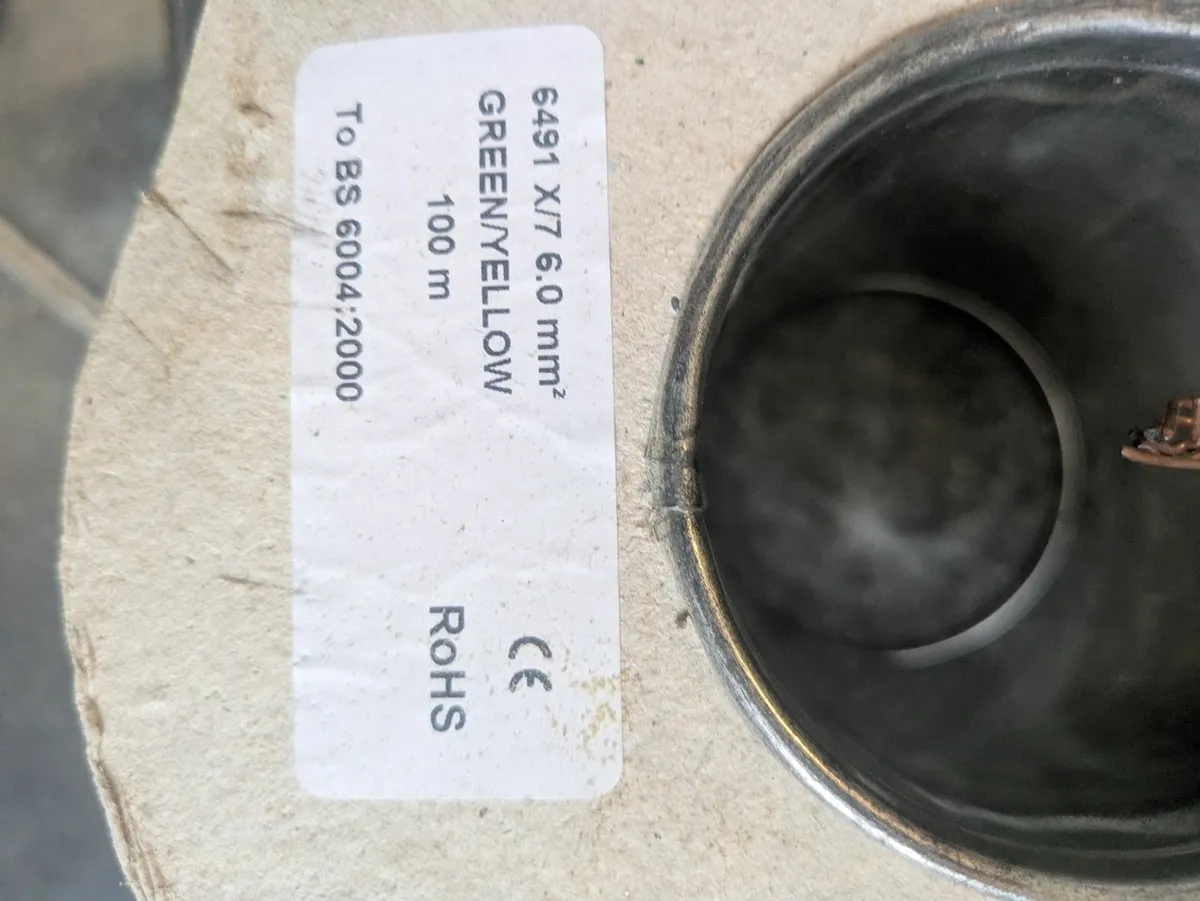 6491 X/7 6.0 mm²
GREEN/YELLOW
100 m
To BS 6004:2000
CE
RoHS